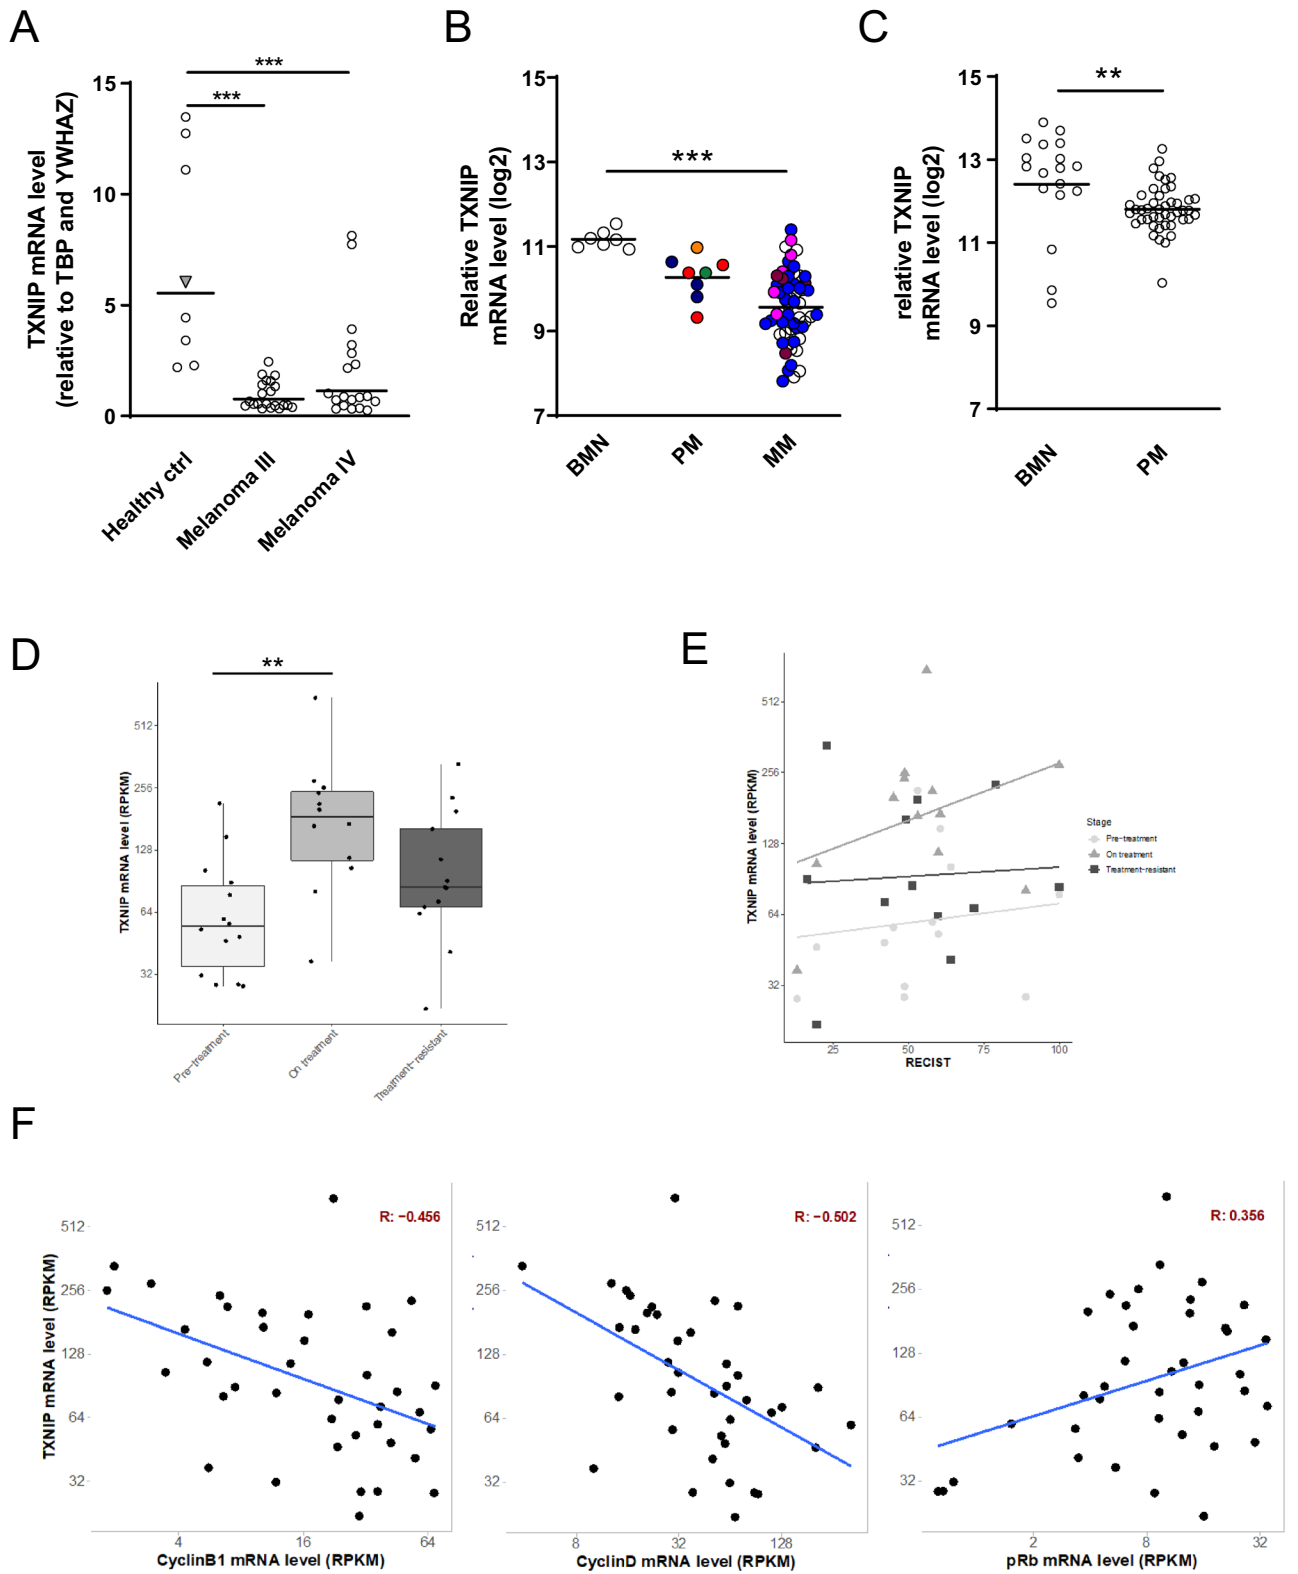 A
B
C
***
***
15
10
5
0
TXNIP mRNA level
(relative to TBP and YWHAZ)
Healthy ctrl
Melanoma III
Melanoma IV
***
15
13
11
9
7
Relative TXNIP
mRNA level (log2)
BMN
PM
MM
**
15
13
11
9
7
relative TXNIP
mRNA level (log2)
BMN
PM
D
**
512
256
128
64
32
TXNIP mRNA level (RPKM)
Pre-treatment
On treatment
Treatment-resistant
E
512
256
128
64
32
TXNIP mRNA level (RPKM)
25
50
75
100
RECIST
Stage
Pre-treatment
On treatment
Treatment-resistant
F
R: −0.456
512
256
128
64
32
TXNIP mRNA level (RPKM)
4
16
64
CyclinB1 mRNA level (RPKM)
R: −0.502
512
256
128
64
32
8
32
128
CyclinD mRNA level (RPKM)
R: 0.356
512
256
128
64
32
2
8
32
pRb mRNA level (RPKM)